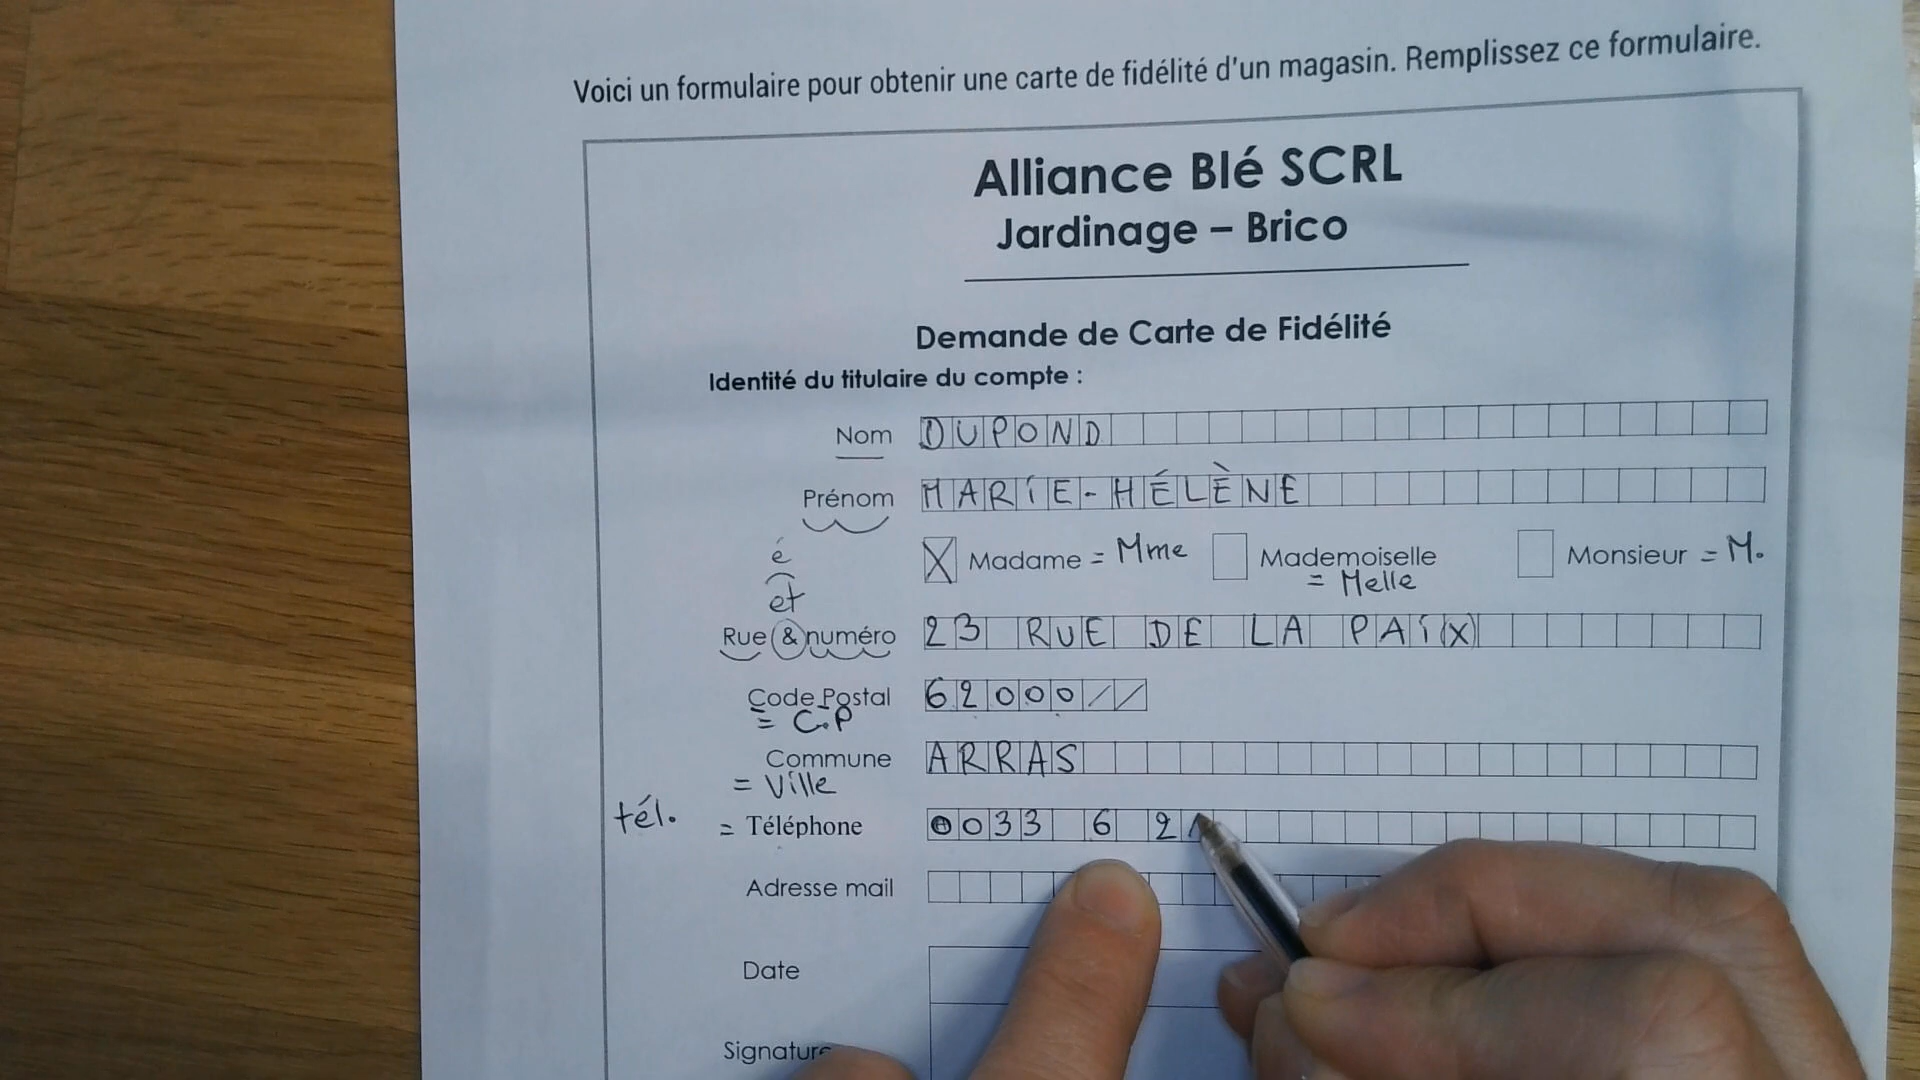 Voici un formulaire pour obtenir une carte de fidélité d'un magasin. Remplissez ce formulaire.
Alliance Blé SCRL
Jardinage – Brico
Demande de Carte de Fidélité
Identité du titulaire du compte :
Nom DUPOND
Prénom MARIE-HÉLÈNE
é
et
X Madame = Mme Mademoiselle = Melle Monsieur = M.
Rue & numéro 23 RUE DE LA PAIX
Code Postal 62000//
= C.P
Commune ARRAS
= Ville
tél. = Téléphone 0033 6 2
Adresse mail
Date
Signature